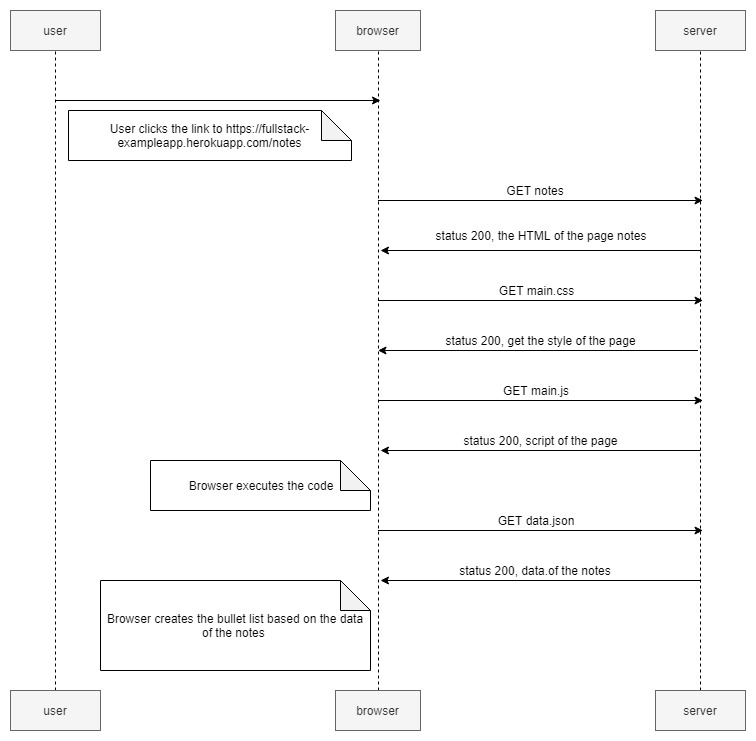 user
browser
server
User clicks the link to https://fullstack-
exampleapp.herokuapp.com/notes
GET notes
status 200, the HTML of the page notes
GET main.css
status 200, get the style of the page
GET main.js
status 200, script of the page
Browser executes the code
GET data.json
status 200, data.of the notes
Browser creates the bullet list based on the data
of the notes
user
browser
server